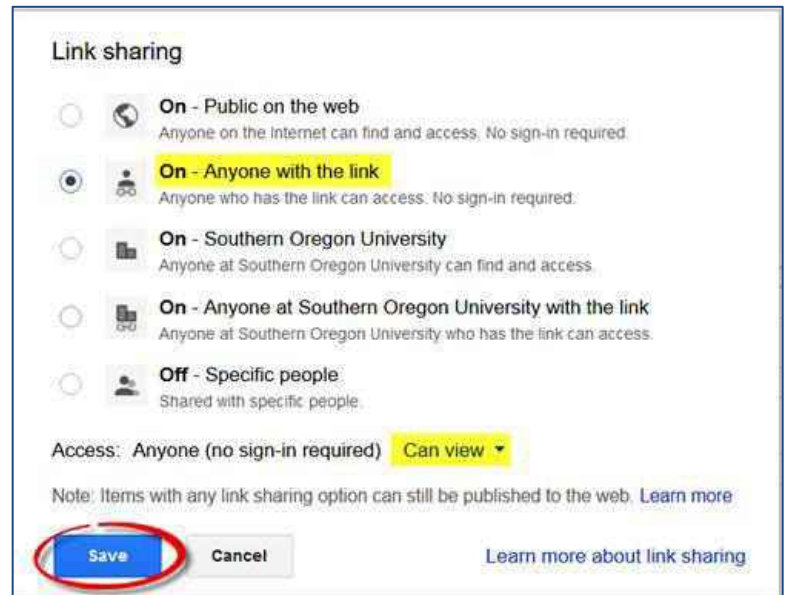 Link sharing
On - Public on the web
Anyone on the Internet can find and access. No sign-in required.
On - Anyone with the link
Anyone who has the link can access. No sign-in required.
On - Southern Oregon University
Anyone at Southern Oregon University can find and access.
On - Anyone at Southern Oregon University with the link
Anyone at Southern Oregon University who has the link can access.
Off - Specific people
Shared with specific people.
Access: Anyone (no sign-in required) Can view
Note: Items with any link sharing option can still be published to the web. Learn more
Save Cancel Learn more about link sharing